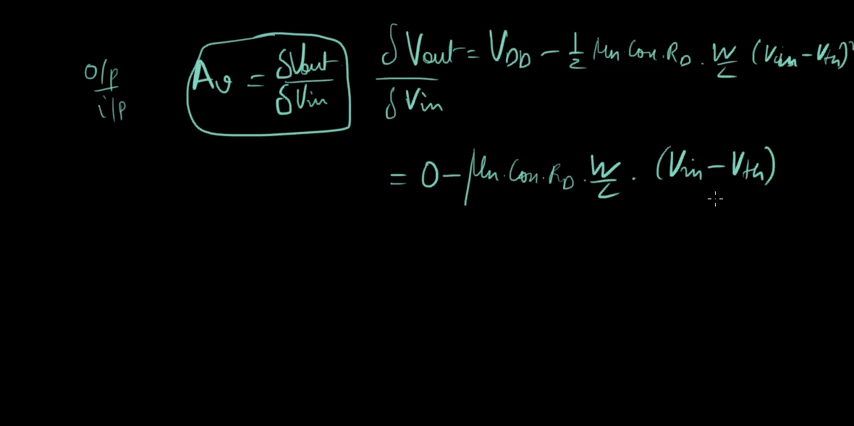 o/p
i/p
Aυ = δVout / δVin
δVout / δVin = VDD − 1/2 μn Cox. RD . W/L (Vin − Vth)²
= 0 − μn. Cox. RD . W/L . (Vin − Vth)